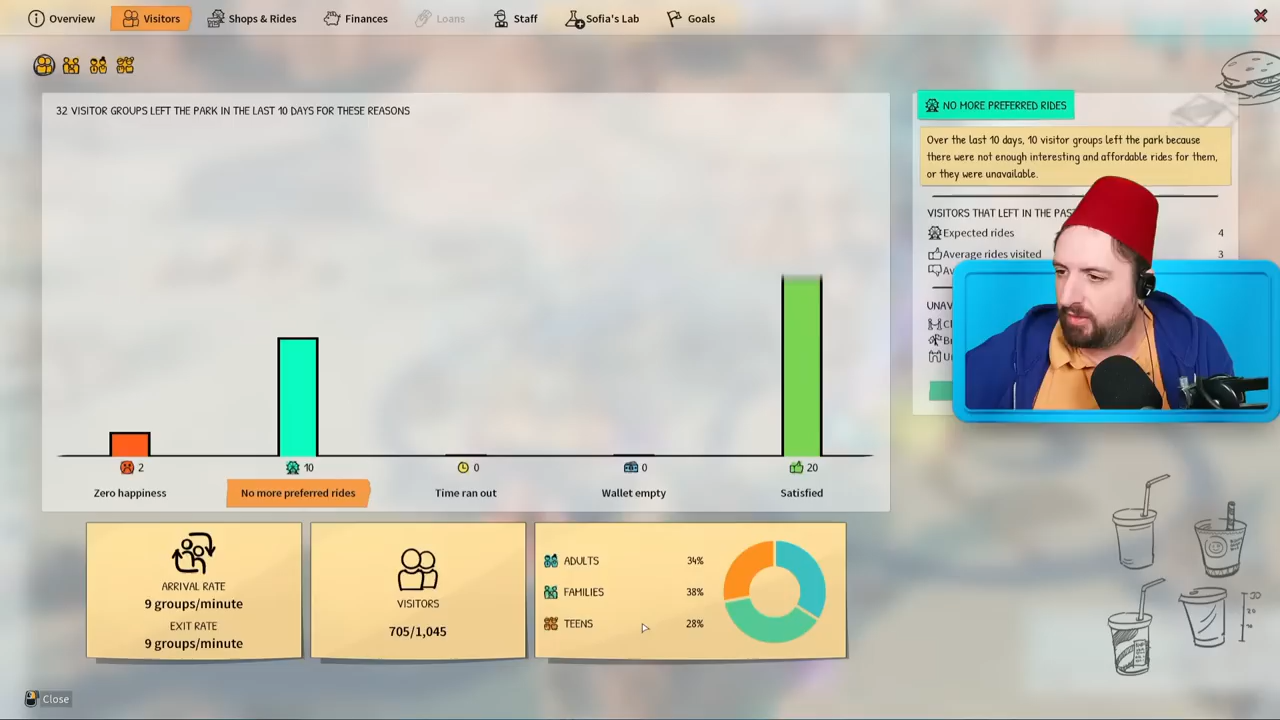 Overview
Visitors
Shops & Rides
Finances
Loans
Staff
Sofia's Lab
Goals
32 VISITOR GROUPS LEFT THE PARK IN THE LAST 10 DAYS FOR THESE REASONS
2
10
0
0
20
Zero happiness
No more preferred rides
Time ran out
Wallet empty
Satisfied
NO MORE PREFERRED RIDES
Over the last 10 days, 10 visitor groups left the park because
there were not enough interesting and affordable rides for them,
or they were unavailable.
VISITORS THAT LEFT IN THE PAS
Expected rides 4
Average rides visited 3
ARRIVAL RATE
9 groups/minute
EXIT RATE
9 groups/minute
VISITORS
705/1,045
ADULTS 34%
FAMILIES 38%
TEENS 28%
Close